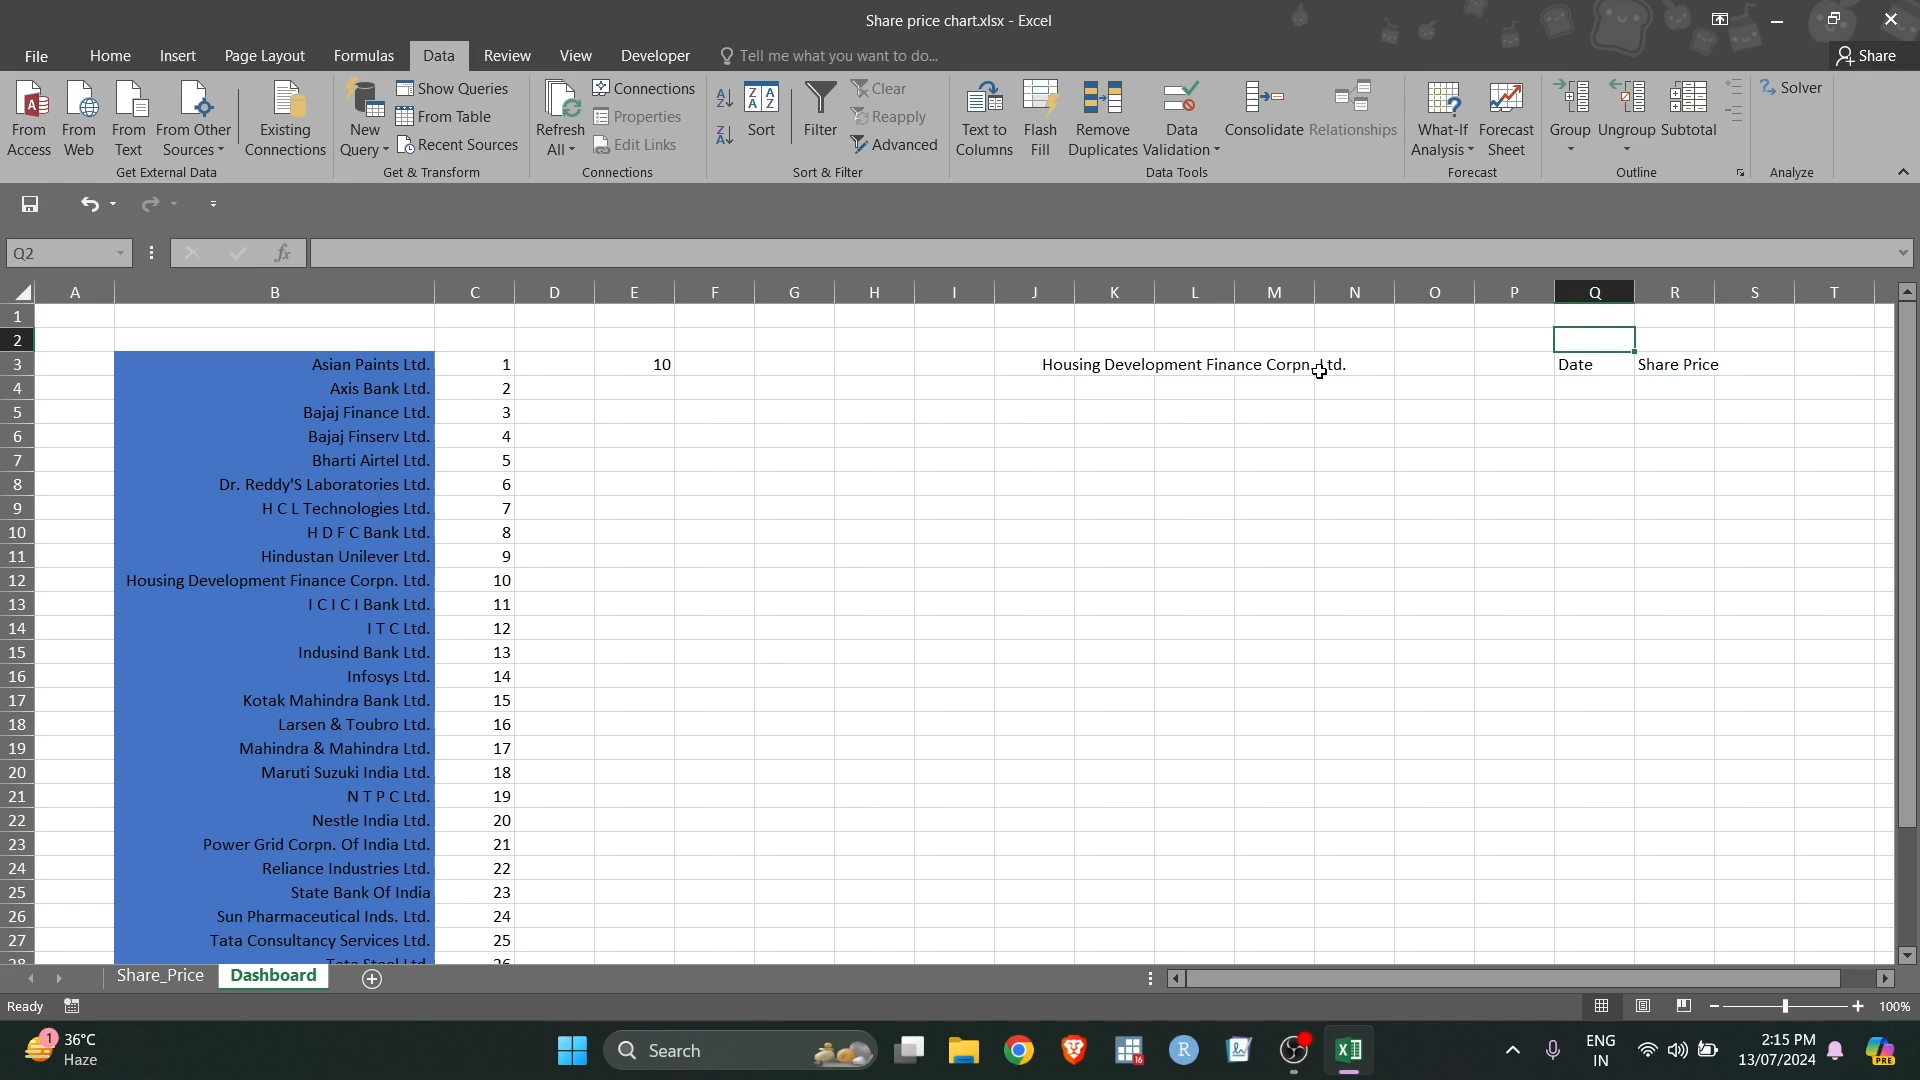 Share price chart.xlsx - Excel
File Home Insert Page Layout Formulas Data Review View Developer Tell me what you want to do... Share
From Access
From Web
From Text
From Other Sources
Existing Connections
Get External Data
New Query
Show Queries
From Table
Recent Sources
Get & Transform
Refresh All
Connections
Properties
Edit Links
Connections
Sort
Filter
Clear
Reapply
Advanced
Sort & Filter
Text to Columns
Flash Fill
Remove Duplicates
Data Validation
Consolidate
Relationships
Data Tools
What-If Analysis
Forecast Sheet
Forecast
Group
Ungroup
Subtotal
Outline
Solver
Analyze
Q2 fx
A B C D E F G H I J K L M N O P Q R S T
1
2
3 Asian Paints Ltd. 1 10 Housing Development Finance Corpn. Ltd. Date Share Price
4 Axis Bank Ltd. 2
5 Bajaj Finance Ltd. 3
6 Bajaj Finserv Ltd. 4
7 Bharti Airtel Ltd. 5
8 Dr. Reddy'S Laboratories Ltd. 6
9 H C L Technologies Ltd. 7
10 H D F C Bank Ltd. 8
11 Hindustan Unilever Ltd. 9
12 Housing Development Finance Corpn. Ltd. 10
13 I C I C I Bank Ltd. 11
14 I T C Ltd. 12
15 Indusind Bank Ltd. 13
16 Infosys Ltd. 14
17 Kotak Mahindra Bank Ltd. 15
18 Larsen & Toubro Ltd. 16
19 Mahindra & Mahindra Ltd. 17
20 Maruti Suzuki India Ltd. 18
21 N T P C Ltd. 19
22 Nestle India Ltd. 20
23 Power Grid Corpn. Of India Ltd. 21
24 Reliance Industries Ltd. 22
25 State Bank Of India 23
26 Sun Pharmaceutical Inds. Ltd. 24
27 Tata Consultancy Services Ltd. 25
28 Tata Steel Ltd. 26
Share_Price Dashboard
Ready 100%
36°C
Haze
Search
ENG
IN
2:15 PM
13/07/2024